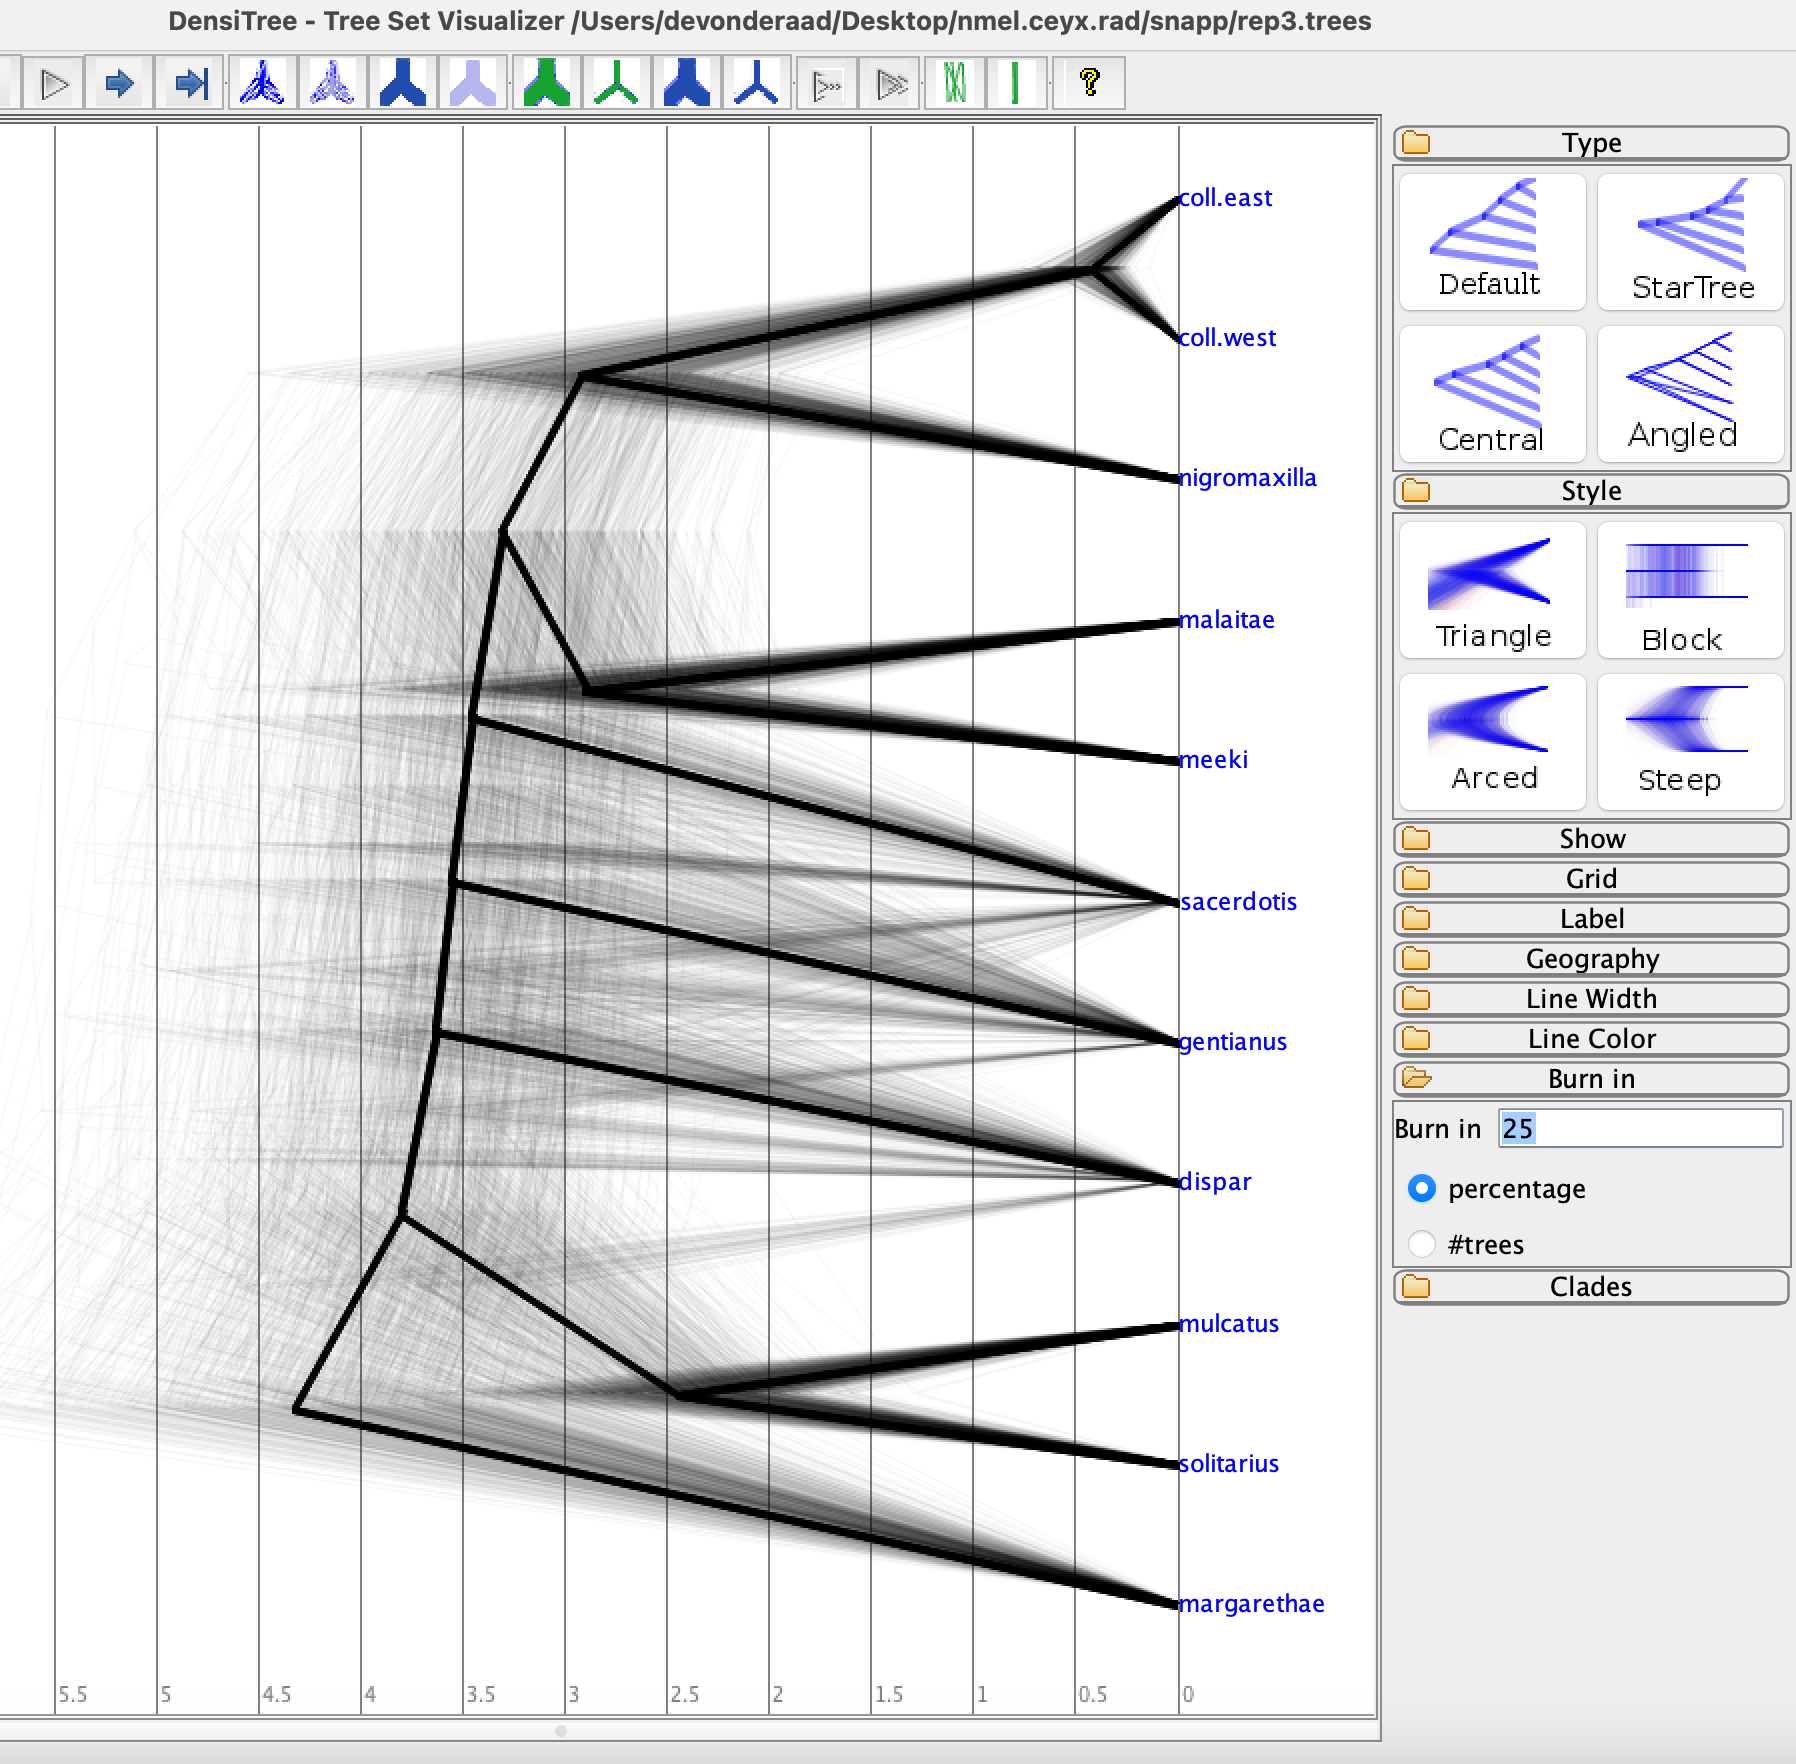 DensiTree - Tree Set Visualizer /Users/devonderaad/Desktop/nmel.ceyx.rad/snapp/rep3.trees
?
coll.east
coll.west
nigromaxilla
malaitae
meeki
sacerdotis
gentianus
dispar
mulcatus
solitarius
margarethae
5.5 5 4.5 4 3.5 3 2.5 2 1.5 1 0.5 0
Type
Default StarTree
Central Angled
Style
Triangle Block
Arced Steep
Show
Grid
Label
Geography
Line Width
Line Color
Burn in
Burn in 25
percentage
#trees
Clades